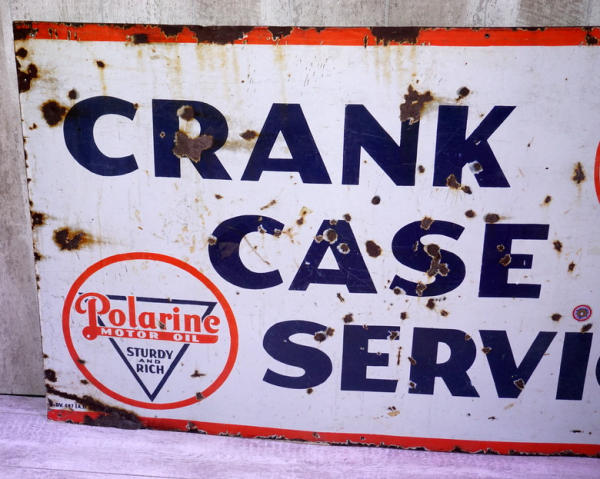 CRANK
CASE
SERVI
Polarine
MOTOR OIL
STURDY
AND
RICH